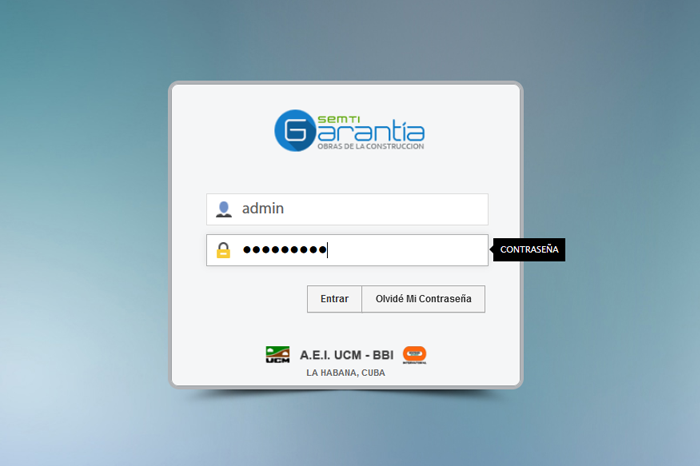 SEMTI
Garantía
OBRAS DE LA CONSTRUCCION
admin
CONTRASEÑA
Entrar
Olvidé Mi Contraseña
UCM
A.E.I. UCM - BBI
LA HABANA, CUBA